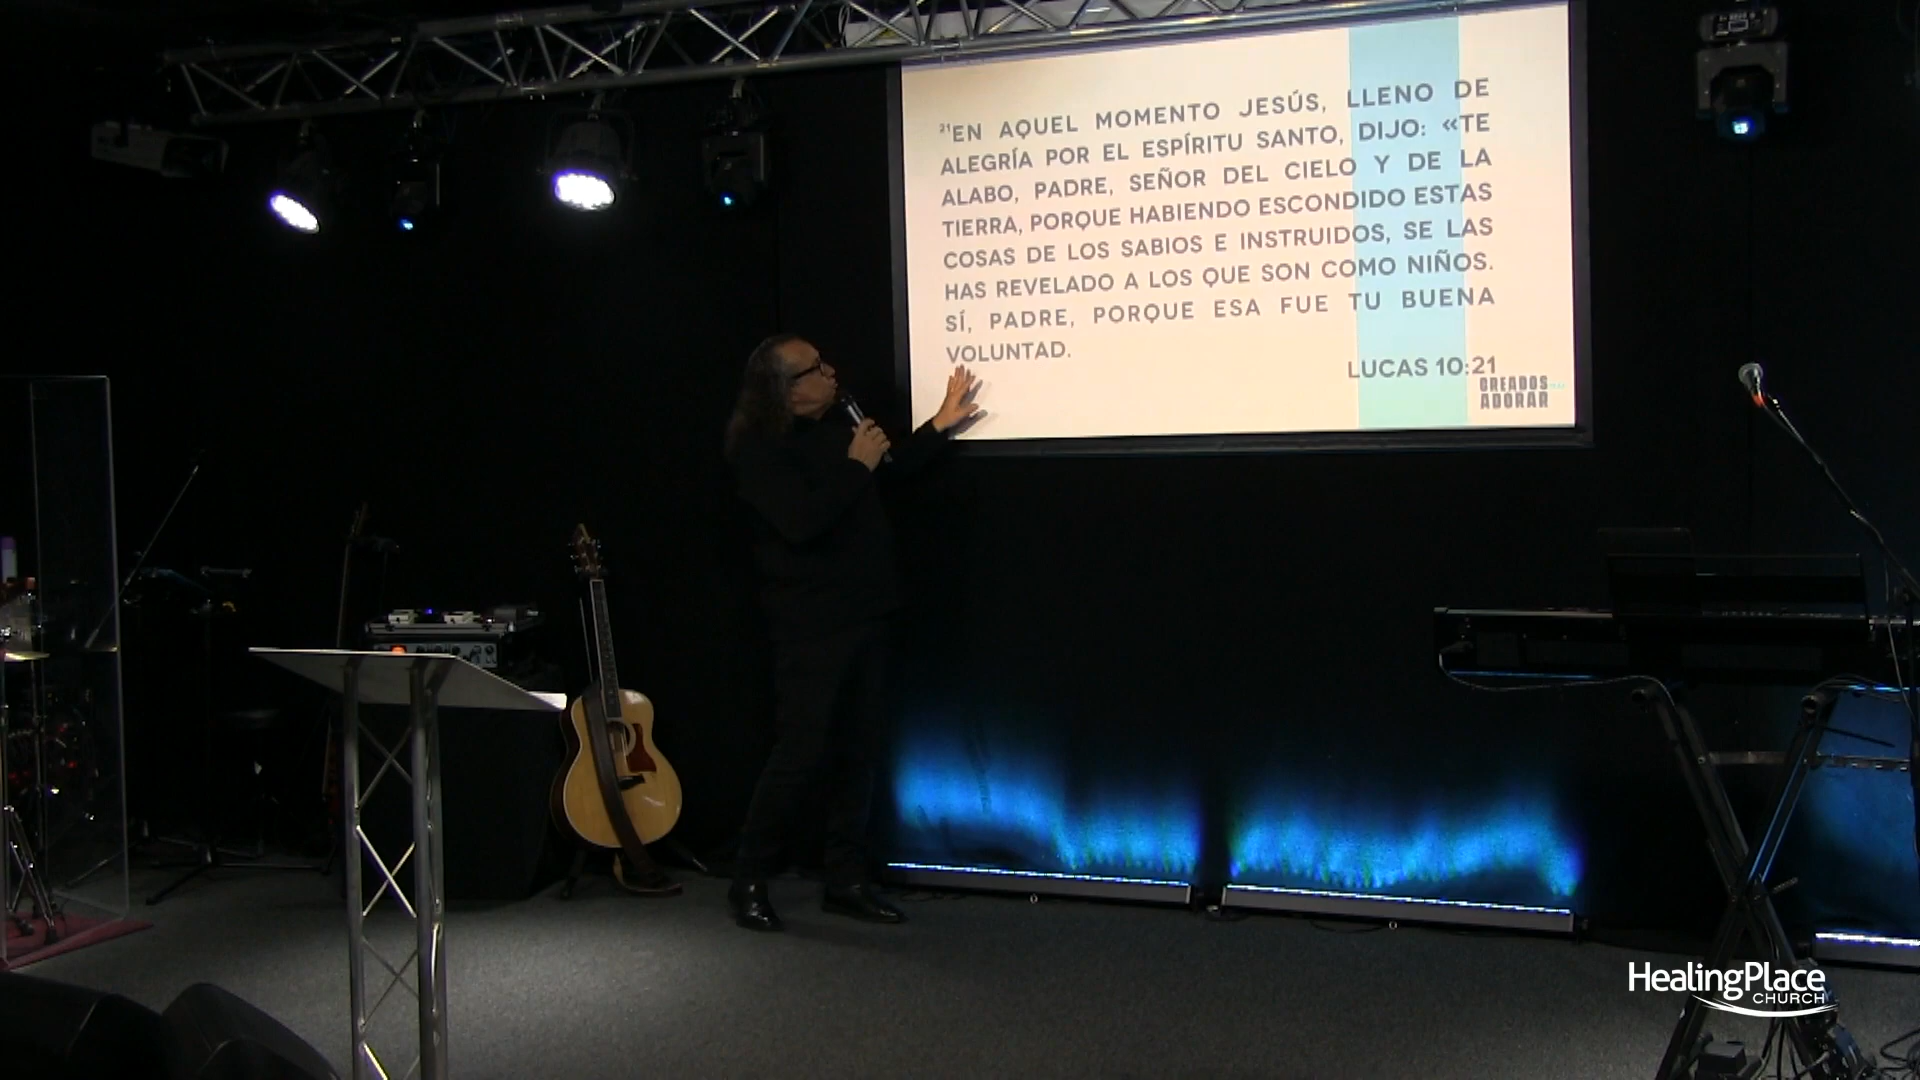 ²¹EN AQUEL MOMENTO JESÚS, LLENO DE
ALEGRÍA POR EL ESPÍRITU SANTO, DIJO: «TE
ALABO, PADRE, SEÑOR DEL CIELO Y DE LA
TIERRA, PORQUE HABIENDO ESCONDIDO ESTAS
COSAS DE LOS SABIOS E INSTRUIDOS, SE LAS
HAS REVELADO A LOS QUE SON COMO NIÑOS.
SÍ, PADRE, PORQUE ESA FUE TU BUENA
VOLUNTAD.
LUCAS 10:21
CREADOS
ADORAR
HealingPlace
CHURCH